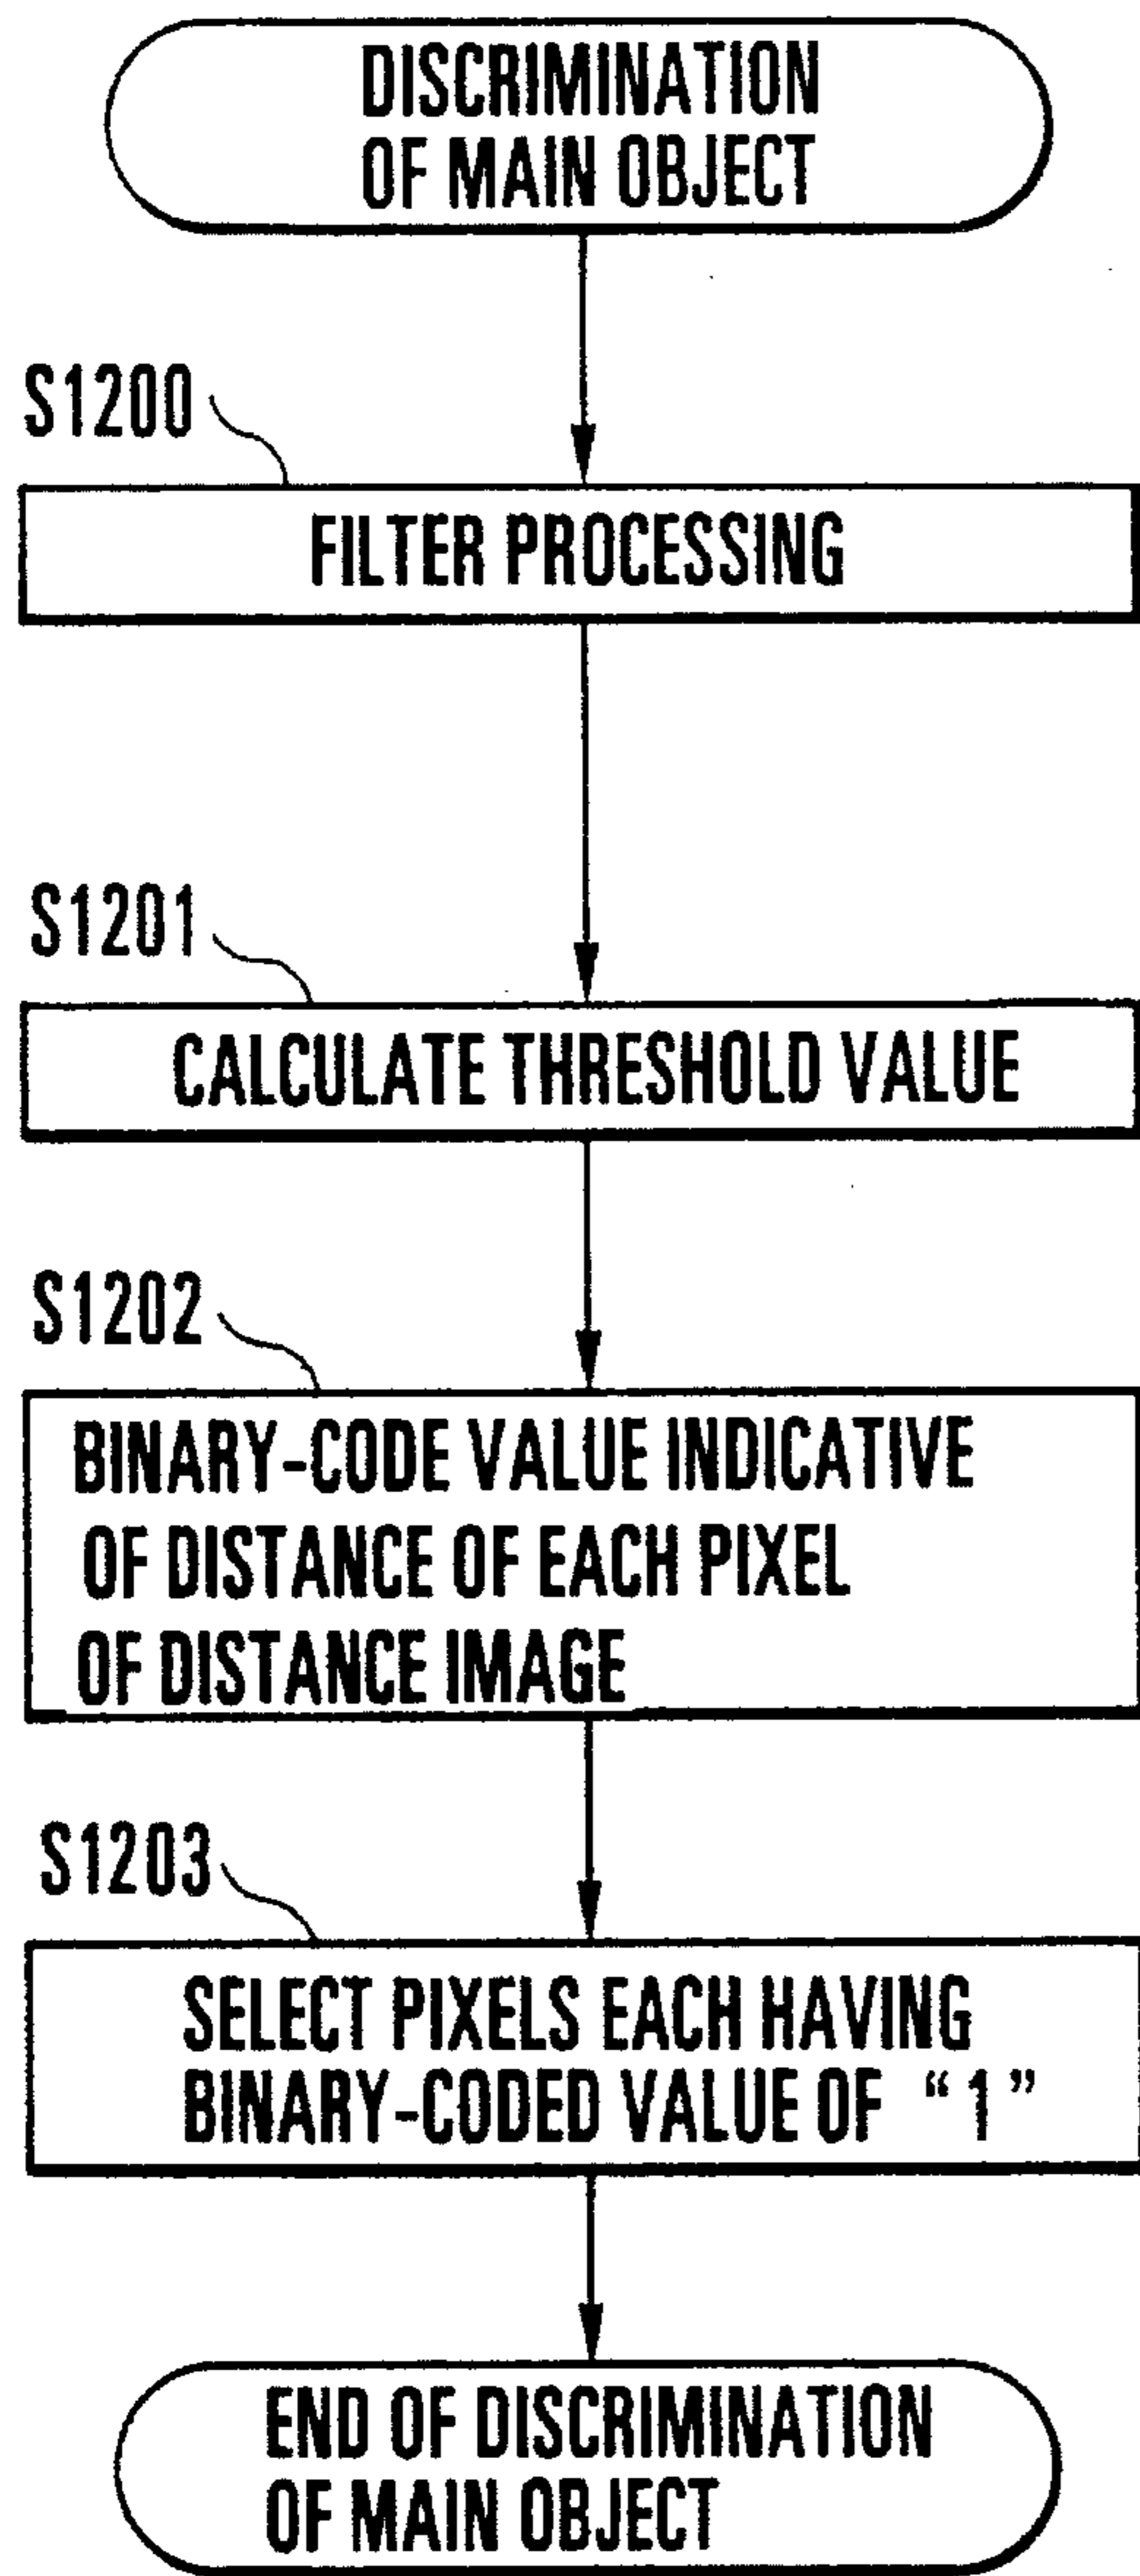 DISCRIMINATION
OF MAIN OBJECT
S1200
FILTER PROCESSING
S1201
CALCULATE THRESHOLD VALUE
S1202
BINARY-CODE VALUE INDICATIVE
OF DISTANCE OF EACH PIXEL
OF DISTANCE IMAGE
S1203
SELECT PIXELS EACH HAVING
BINARY-CODED VALUE OF “1”
END OF DISCRIMINATION
OF MAIN OBJECT